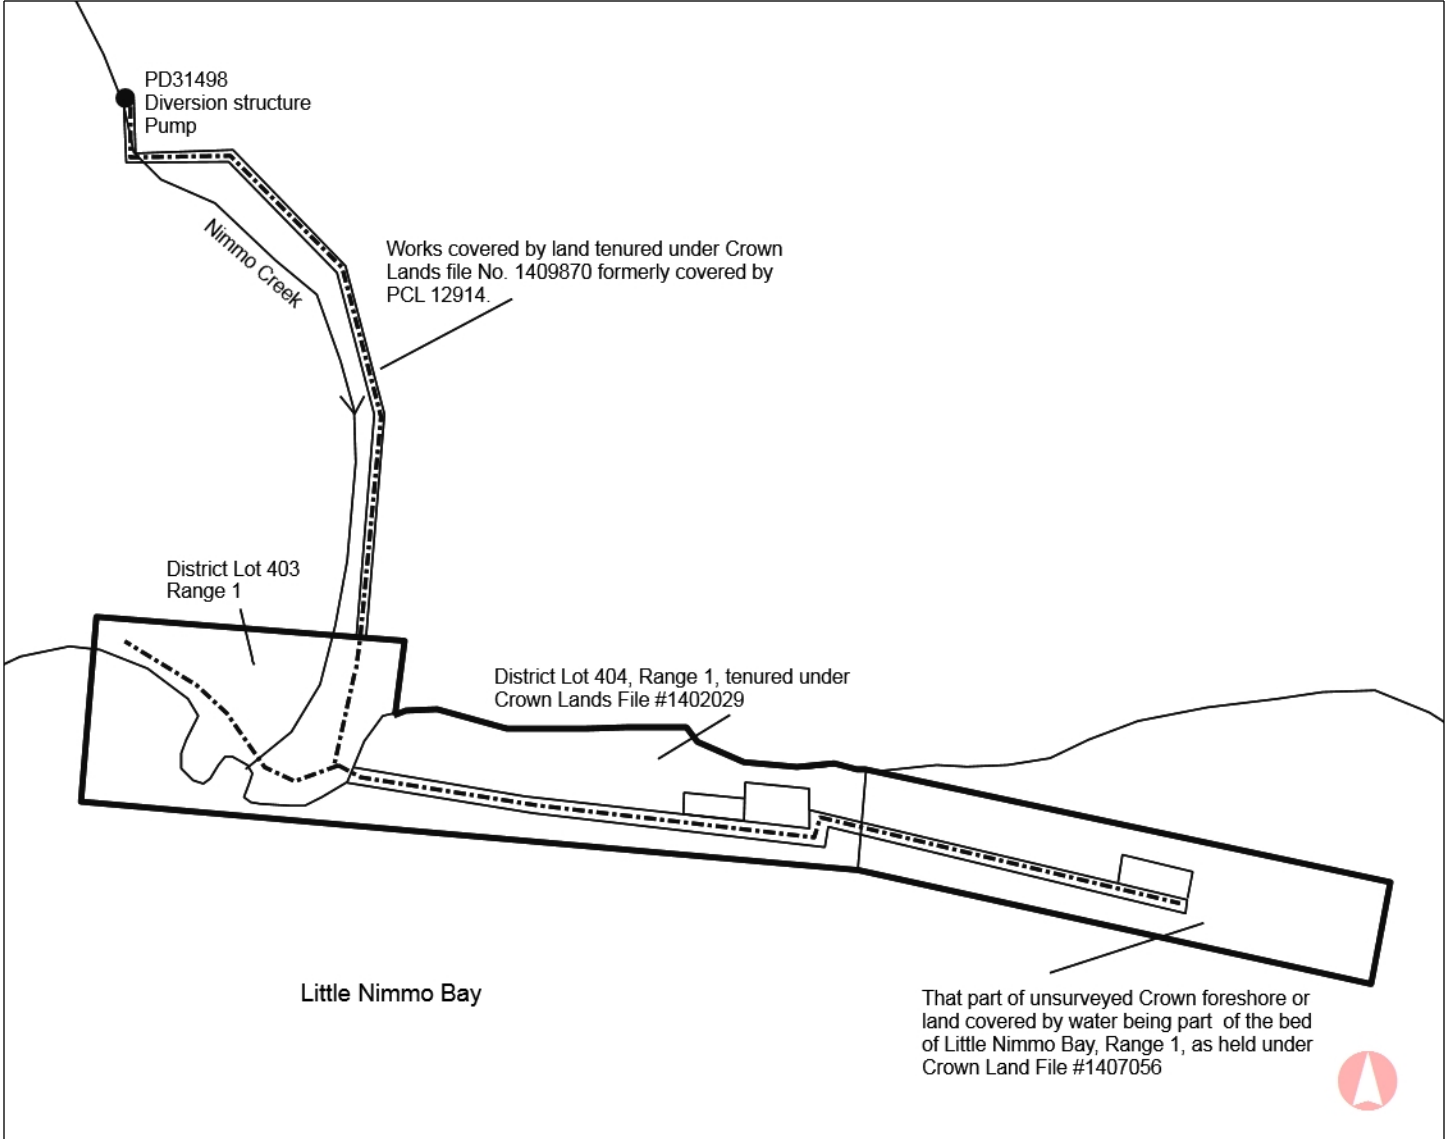 PD31498
Diversion structure
Pump
Nimmo Creek
Works covered by land tenured under Crown
Lands file No. 1409870 formerly covered by
PCL 12914.
District Lot 403
Range 1
District Lot 404, Range 1, tenured under
Crown Lands File #1402029
Little Nimmo Bay
That part of unsurveyed Crown foreshore or
land covered by water being part of the bed
of Little Nimmo Bay, Range 1, as held under
Crown Land File #1407056